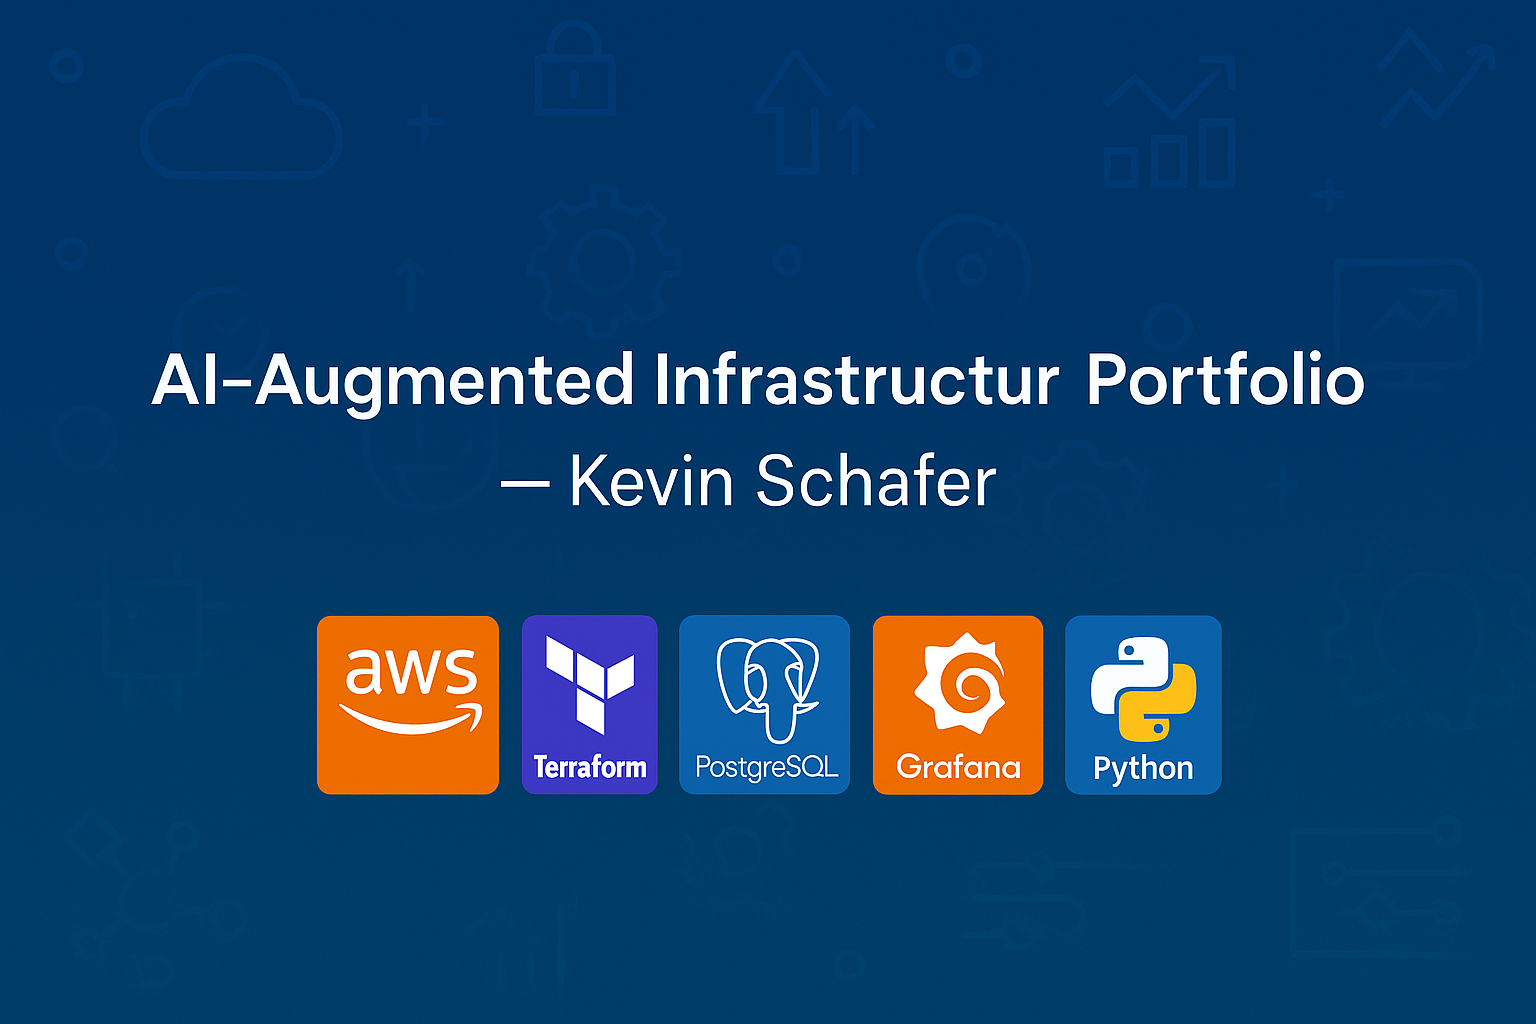 AI–Augmented Infrastructur Portfolio
— Kevin Schafer
aws
Terraform
PostgreSQL
Grafana
Python